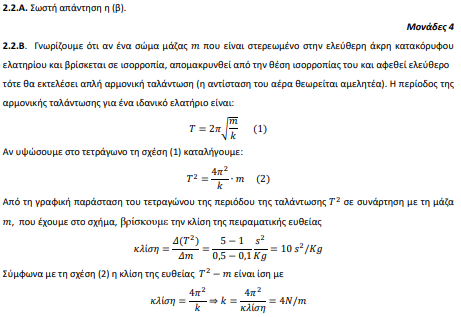 2.2.Α. Σωστή απάντηση η (β).
Μονάδες 4
2.2.Β. Γνωρίζουμε ότι αν ένα σώμα μάζας m που είναι στερεωμένο στην ελεύθερη άκρη κατακόρυφου
ελατηρίου και βρίσκεται σε ισορροπία, απομακρυνθεί από την θέση ισορροπίας του και αφεθεί ελεύθερο
τότε θα εκτελέσει απλή αρμονική ταλάντωση (η αντίσταση του αέρα θεωρείται αμελητέα). Η περίοδος της
αρμονικής ταλάντωσης για ένα ιδανικό ελατήριο είναι:
T = 2π√(m/k) (1)
Αν υψώσουμε στο τετράγωνο τη σχέση (1) καταλήγουμε:
T² = 4π²/k · m (2)
Από τη γραφική παράσταση του τετραγώνου της περιόδου της ταλάντωσης T² σε συνάρτηση με τη μάζα
m, που έχουμε στο σχήμα, βρίσκουμε την κλίση της πειραματικής ευθείας
κλίση = Δ(T²)/Δm = (5 − 1)/(0,5 − 0,1) s²/Kg = 10 s²/Kg
Σύμφωνα με τη σχέση (2) η κλίση της ευθείας T² − m είναι ίση με
κλίση = 4π²/k ⇒ k = 4π²/κλίση = 4N/m